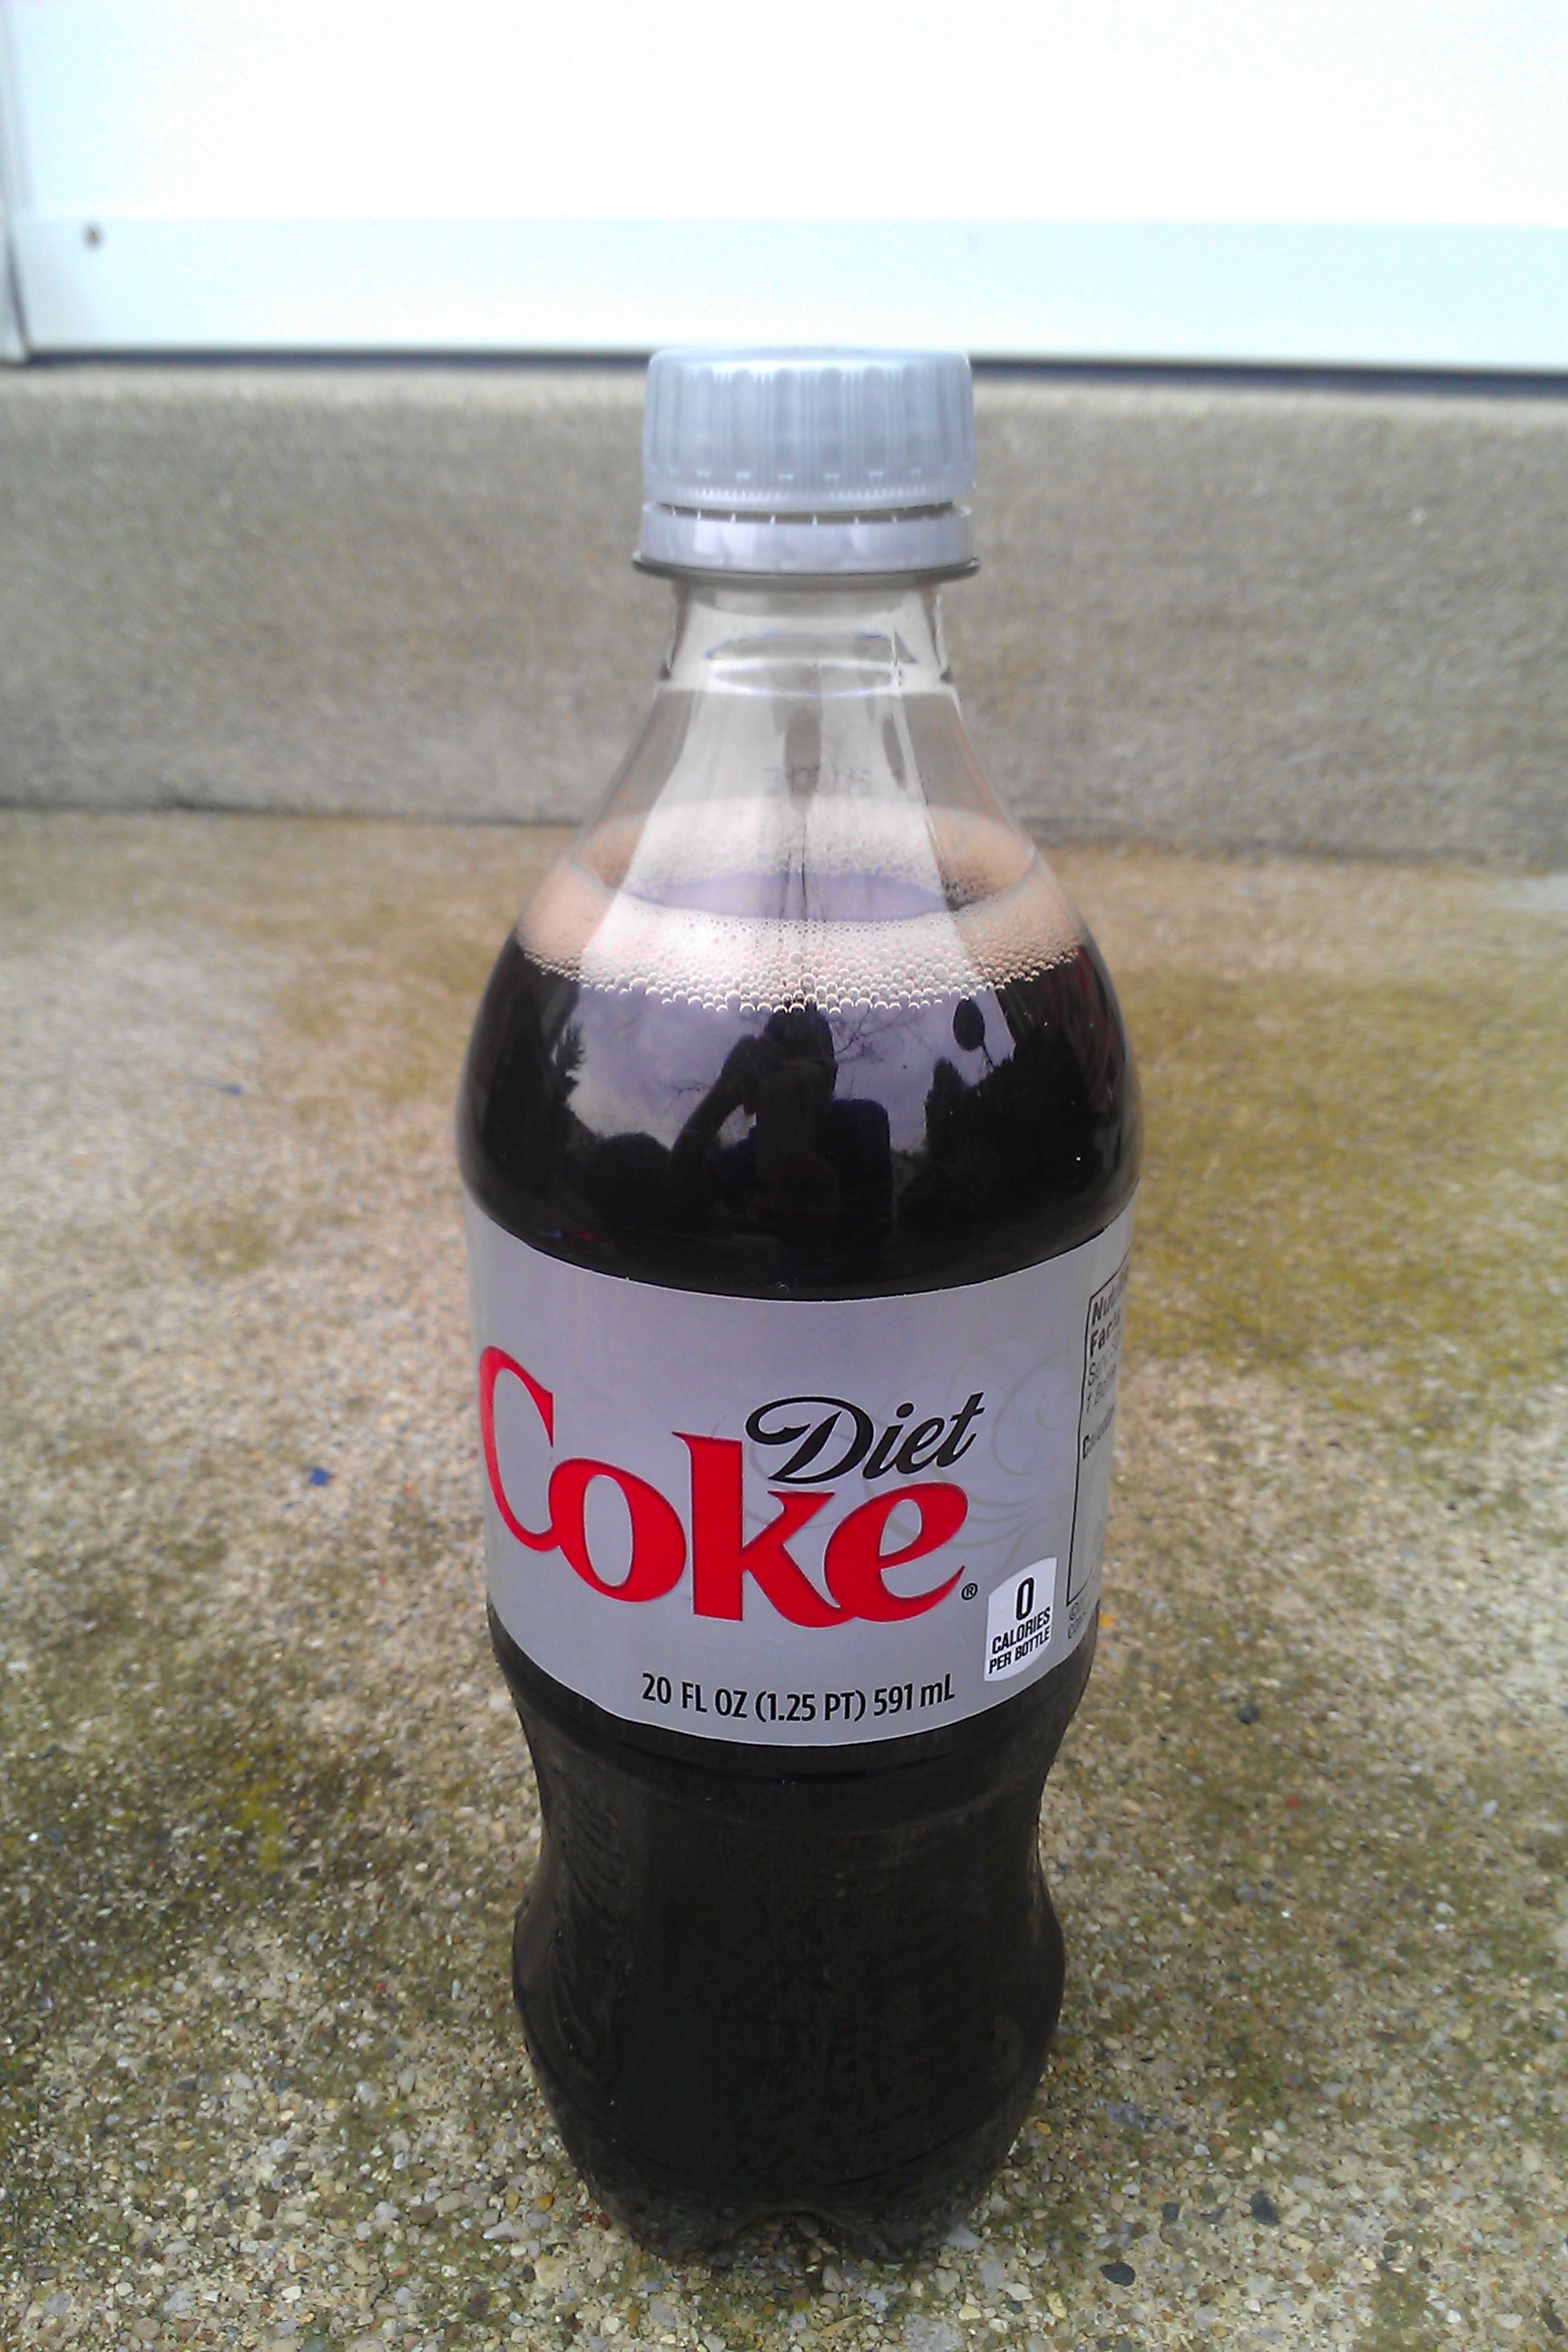 Diet
Coke®
0
CALORIES
PER BOTTLE
20 FL OZ (1.25 PT) 591 mL